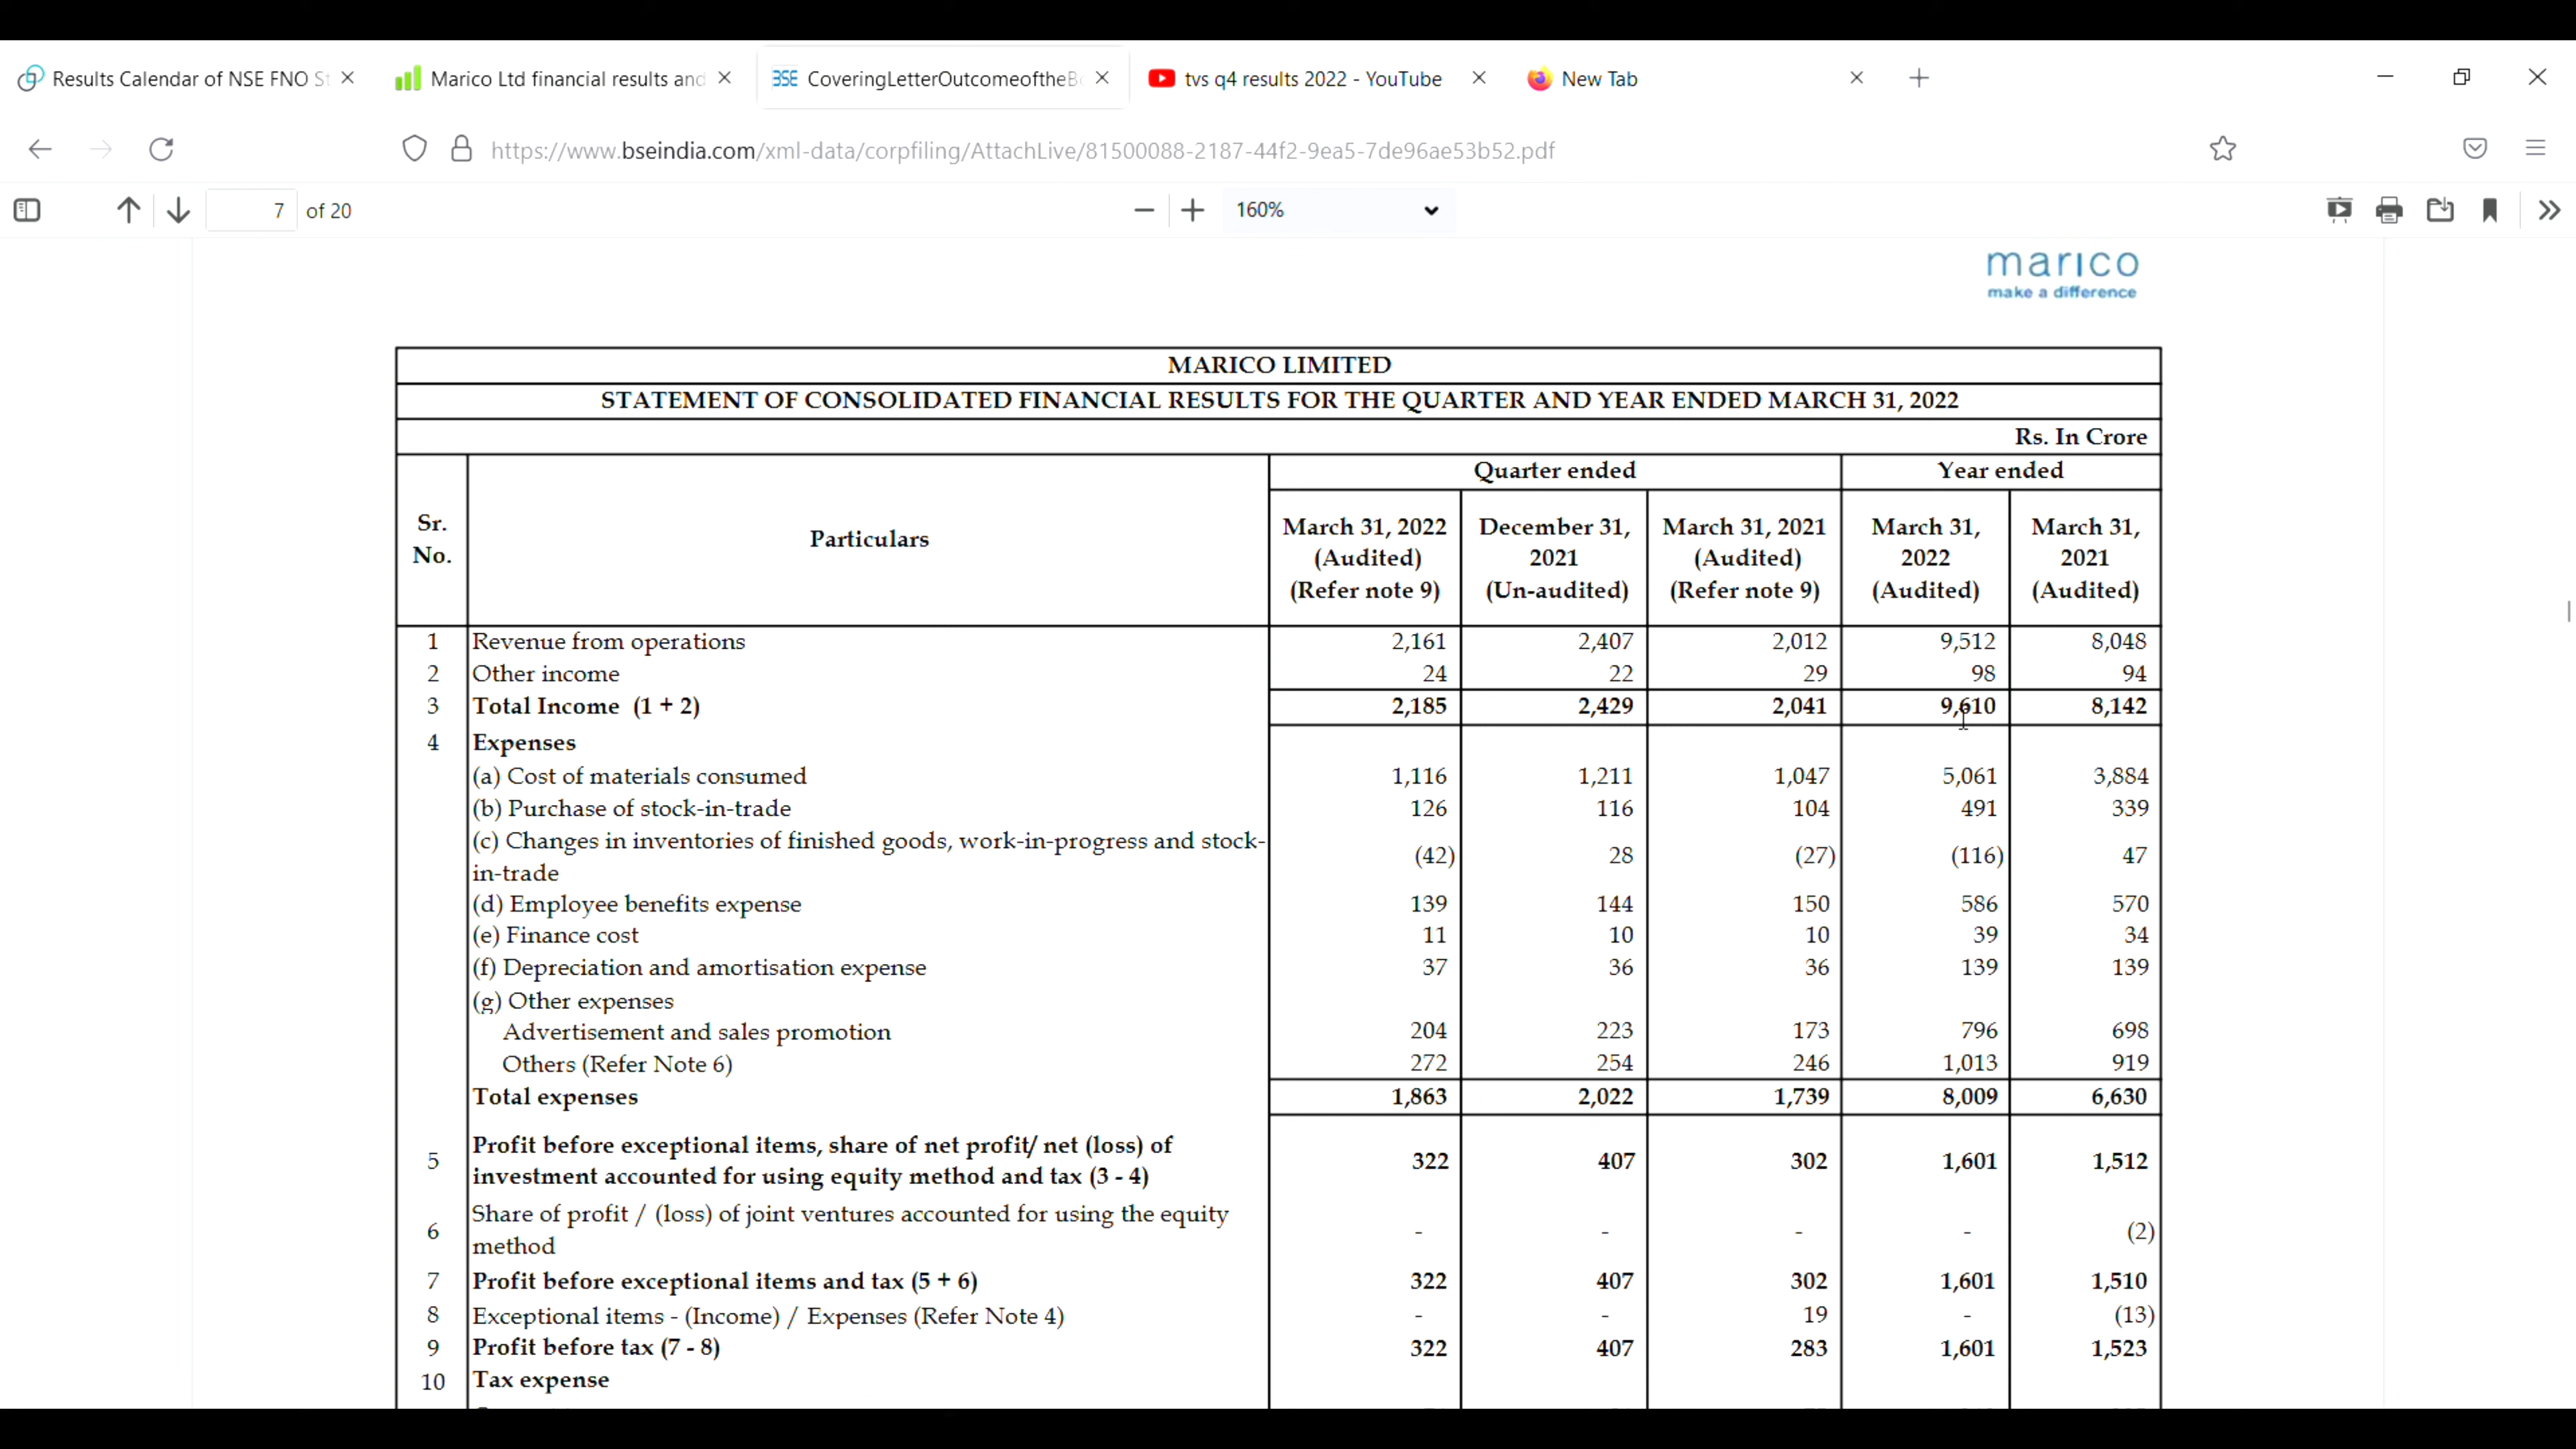 Results Calendar of NSE FNO St
Marico Ltd financial results and
BSE CoveringLetterOutcomeoftheBo
tvs q4 results 2022 - YouTube
New Tab
https://www.bseindia.com/xml-data/corpfiling/AttachLive/81500088-2187-44f2-9ea5-7de96ae53b52.pdf
7 of 20
160%
marico
make a difference
MARICO LIMITED
STATEMENT OF CONSOLIDATED FINANCIAL RESULTS FOR THE QUARTER AND YEAR ENDED MARCH 31, 2022
Rs. In Crore
Sr. No. Particulars Quarter ended Year ended
March 31, 2022 (Audited) (Refer note 9) December 31, 2021 (Un-audited) March 31, 2021 (Audited) (Refer note 9) March 31, 2022 (Audited) March 31, 2021 (Audited)
1 Revenue from operations 2,161 2,407 2,012 9,512 8,048
2 Other income 24 22 29 98 94
3 Total Income (1 + 2) 2,185 2,429 2,041 9,610 8,142
4 Expenses
(a) Cost of materials consumed 1,116 1,211 1,047 5,061 3,884
(b) Purchase of stock-in-trade 126 116 104 491 339
(c) Changes in inventories of finished goods, work-in-progress and stock-
in-trade (42) 28 (27) (116) 47
(d) Employee benefits expense 139 144 150 586 570
(e) Finance cost 11 10 10 39 34
(f) Depreciation and amortisation expense 37 36 36 139 139
(g) Other expenses
Advertisement and sales promotion 204 223 173 796 698
Others (Refer Note 6) 272 254 246 1,013 919
Total expenses 1,863 2,022 1,739 8,009 6,630
5 Profit before exceptional items, share of net profit/ net (loss) of
investment accounted for using equity method and tax (3 - 4) 322 407 302 1,601 1,512
6 Share of profit / (loss) of joint ventures accounted for using the equity
method - - - - (2)
7 Profit before exceptional items and tax (5 + 6) 322 407 302 1,601 1,510
8 Exceptional items - (Income) / Expenses (Refer Note 4) - - 19 - (13)
9 Profit before tax (7 - 8) 322 407 283 1,601 1,523
10 Tax expense